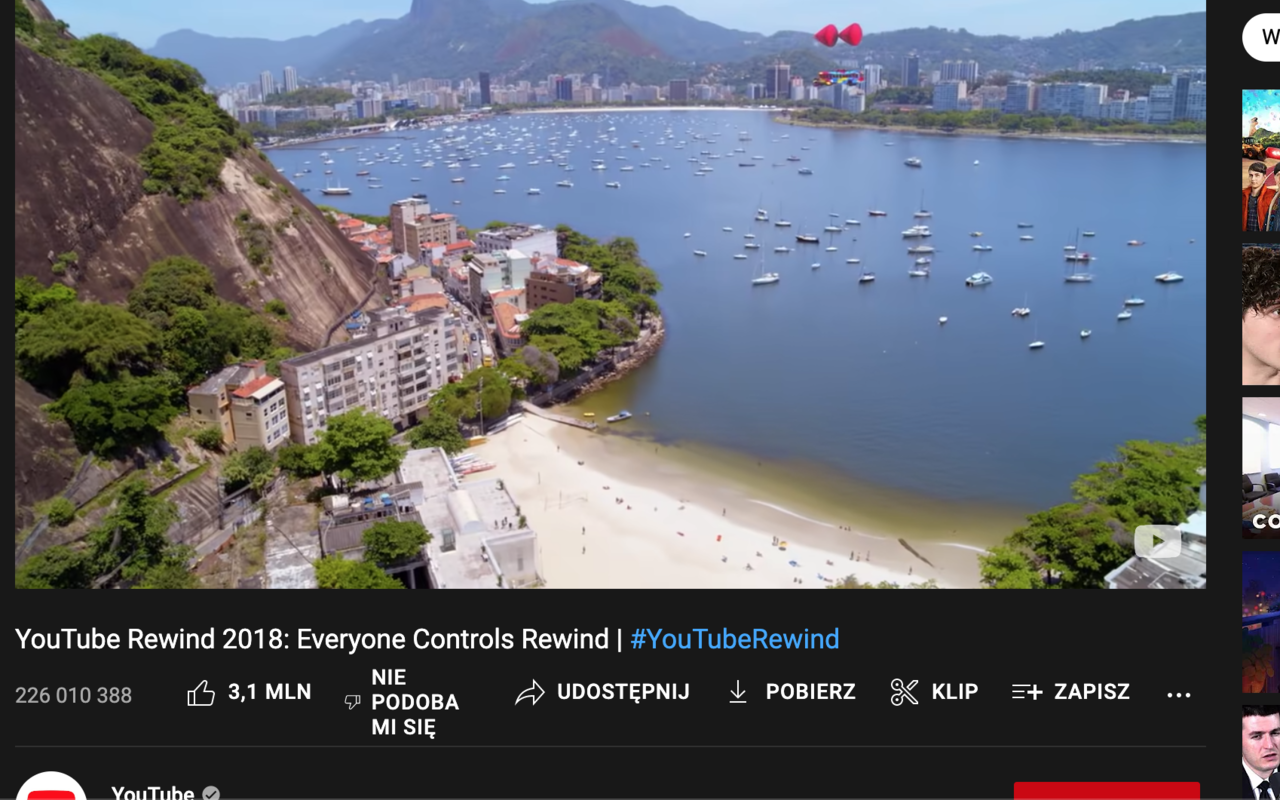 YouTube Rewind 2018: Everyone Controls Rewind | #YouTubeRewind
226 010 388
3,1 MLN
NIE
PODOBA
MI SIĘ
UDOSTĘPNIJ
POBIERZ
KLIP
ZAPISZ
YouTube
W
CO